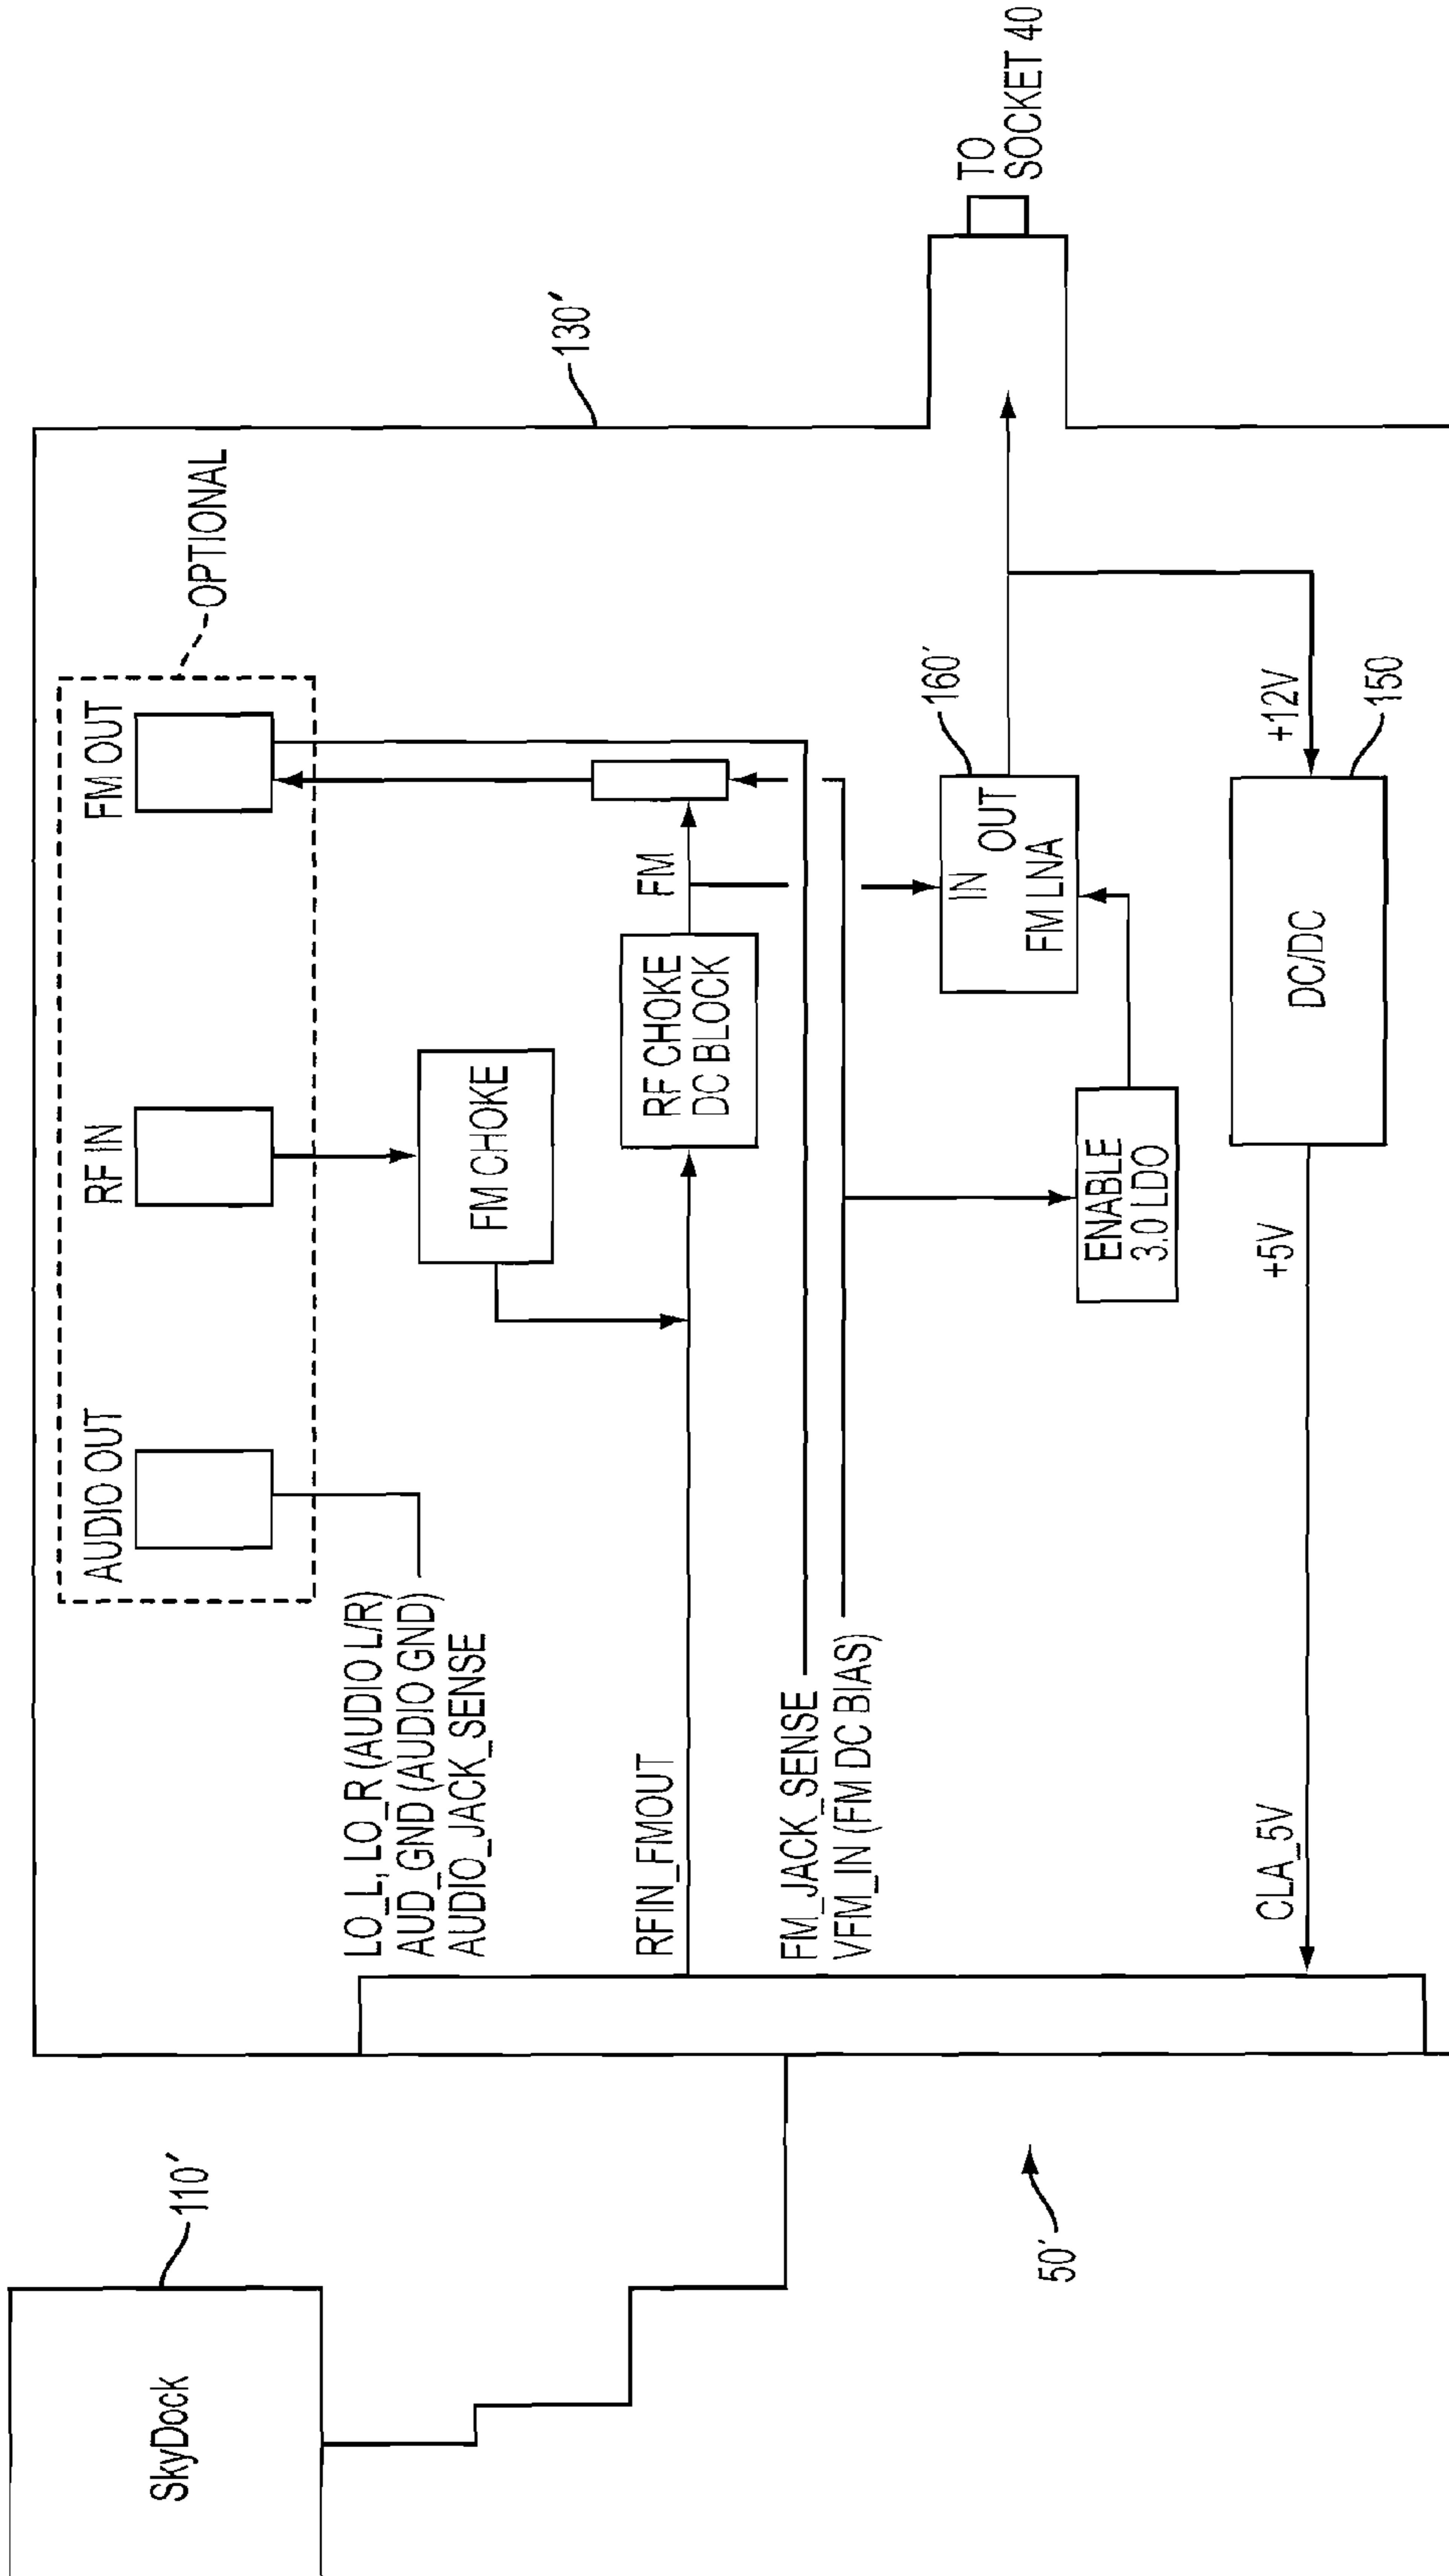 SkyDock
110′
50′
130′
OPTIONAL
AUDIO OUT
RF IN
FM OUT
LO_L, LO_R (AUDIO L/R)
AUD_GND (AUDIO GND)
AUDIO_JACK_SENSE
FM CHOKE
RFIN_FMOUT
RF CHOKE
DC BLOCK
FM
FM_JACK_SENSE
VFM_IN (FM DC BIAS)
160′
IN
OUT
FM LNA
ENABLE
3.0 LDO
TO
SOCKET 40
CLA_5V
+5V
DC/DC
+12V
150